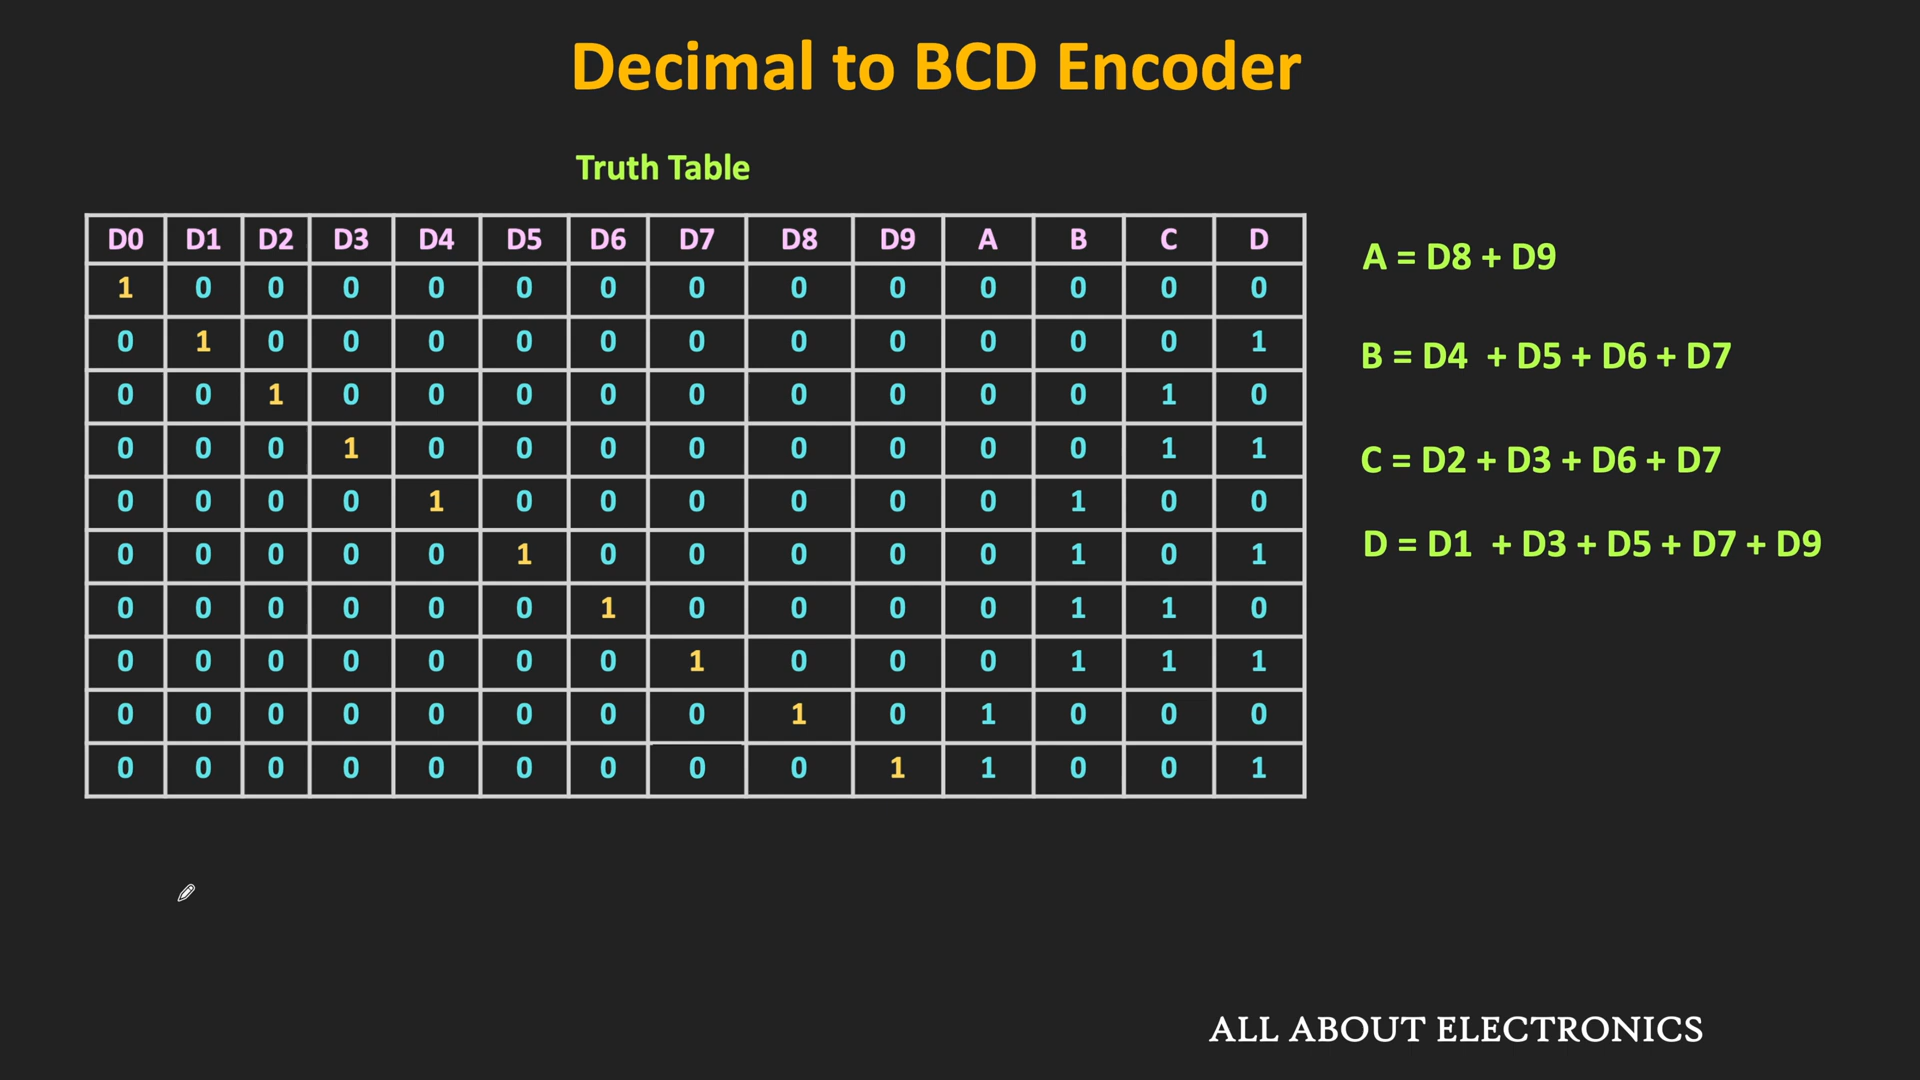 Decimal to BCD Encoder
Truth Table
D0 D1 D2 D3 D4 D5 D6 D7 D8 D9 A B C D
1 0 0 0 0 0 0 0 0 0 0 0 0 0
0 1 0 0 0 0 0 0 0 0 0 0 0 1
0 0 1 0 0 0 0 0 0 0 0 0 1 0
0 0 0 1 0 0 0 0 0 0 0 0 1 1
0 0 0 0 1 0 0 0 0 0 0 1 0 0
0 0 0 0 0 1 0 0 0 0 0 1 0 1
0 0 0 0 0 0 1 0 0 0 0 1 1 0
0 0 0 0 0 0 0 1 0 0 0 1 1 1
0 0 0 0 0 0 0 0 1 0 1 0 0 0
0 0 0 0 0 0 0 0 0 1 1 0 0 1
A = D8 + D9
B = D4 + D5 + D6 + D7
C = D2 + D3 + D6 + D7
D = D1 + D3 + D5 + D7 + D9
ALL ABOUT ELECTRONICS